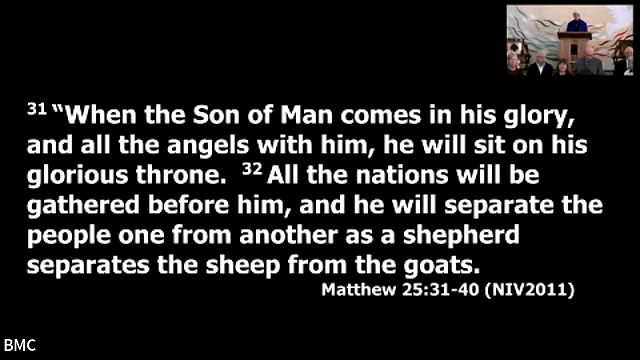 31 “When the Son of Man comes in his glory,
and all the angels with him, he will sit on his
glorious throne. 32 All the nations will be
gathered before him, and he will separate the
people one from another as a shepherd
separates the sheep from the goats.
Matthew 25:31-40 (NIV2011)
BMC